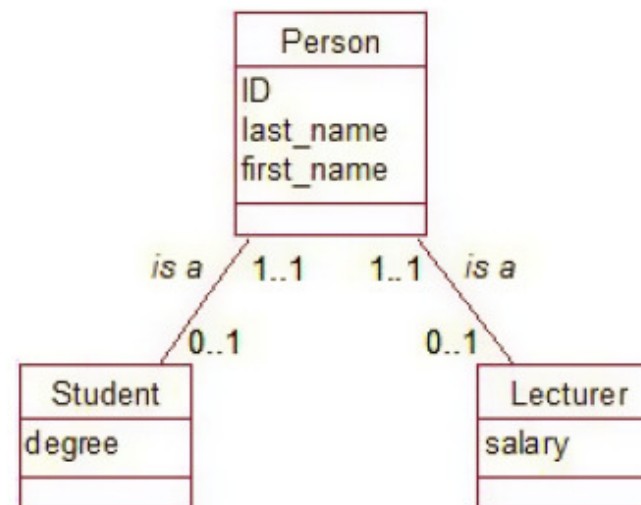 Person
ID
last_name
first_name
is a 1..1 1..1 is a
0..1 0..1
Student Lecturer
degree salary